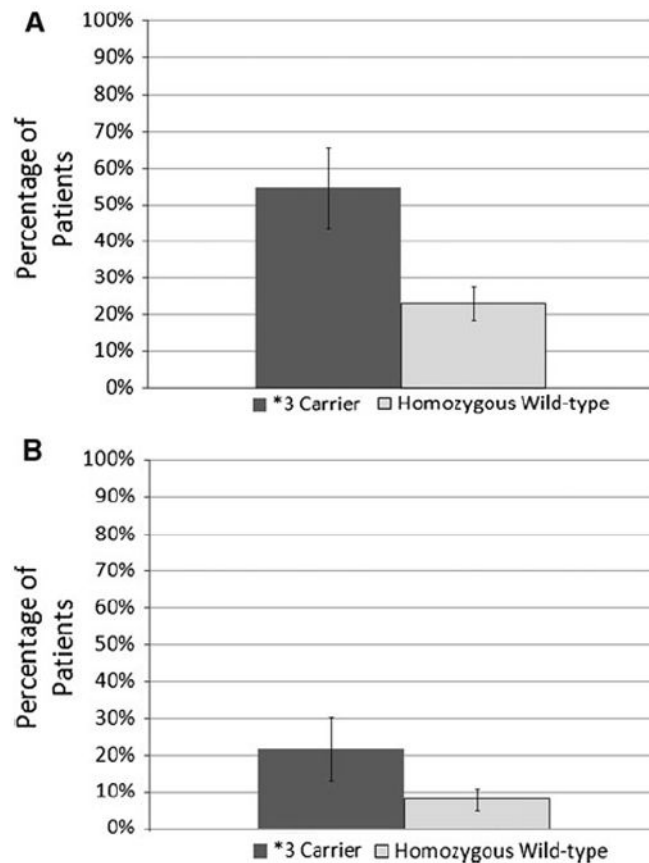 A
100%
90%
80%
70%
60%
50%
40%
30%
20%
10%
0%
Percentage of
Patients
*3 Carrier Homozygous Wild-type
B
100%
90%
80%
70%
60%
50%
40%
30%
20%
10%
0%
Percentage of
Patients
*3 Carrier Homozygous Wild-type